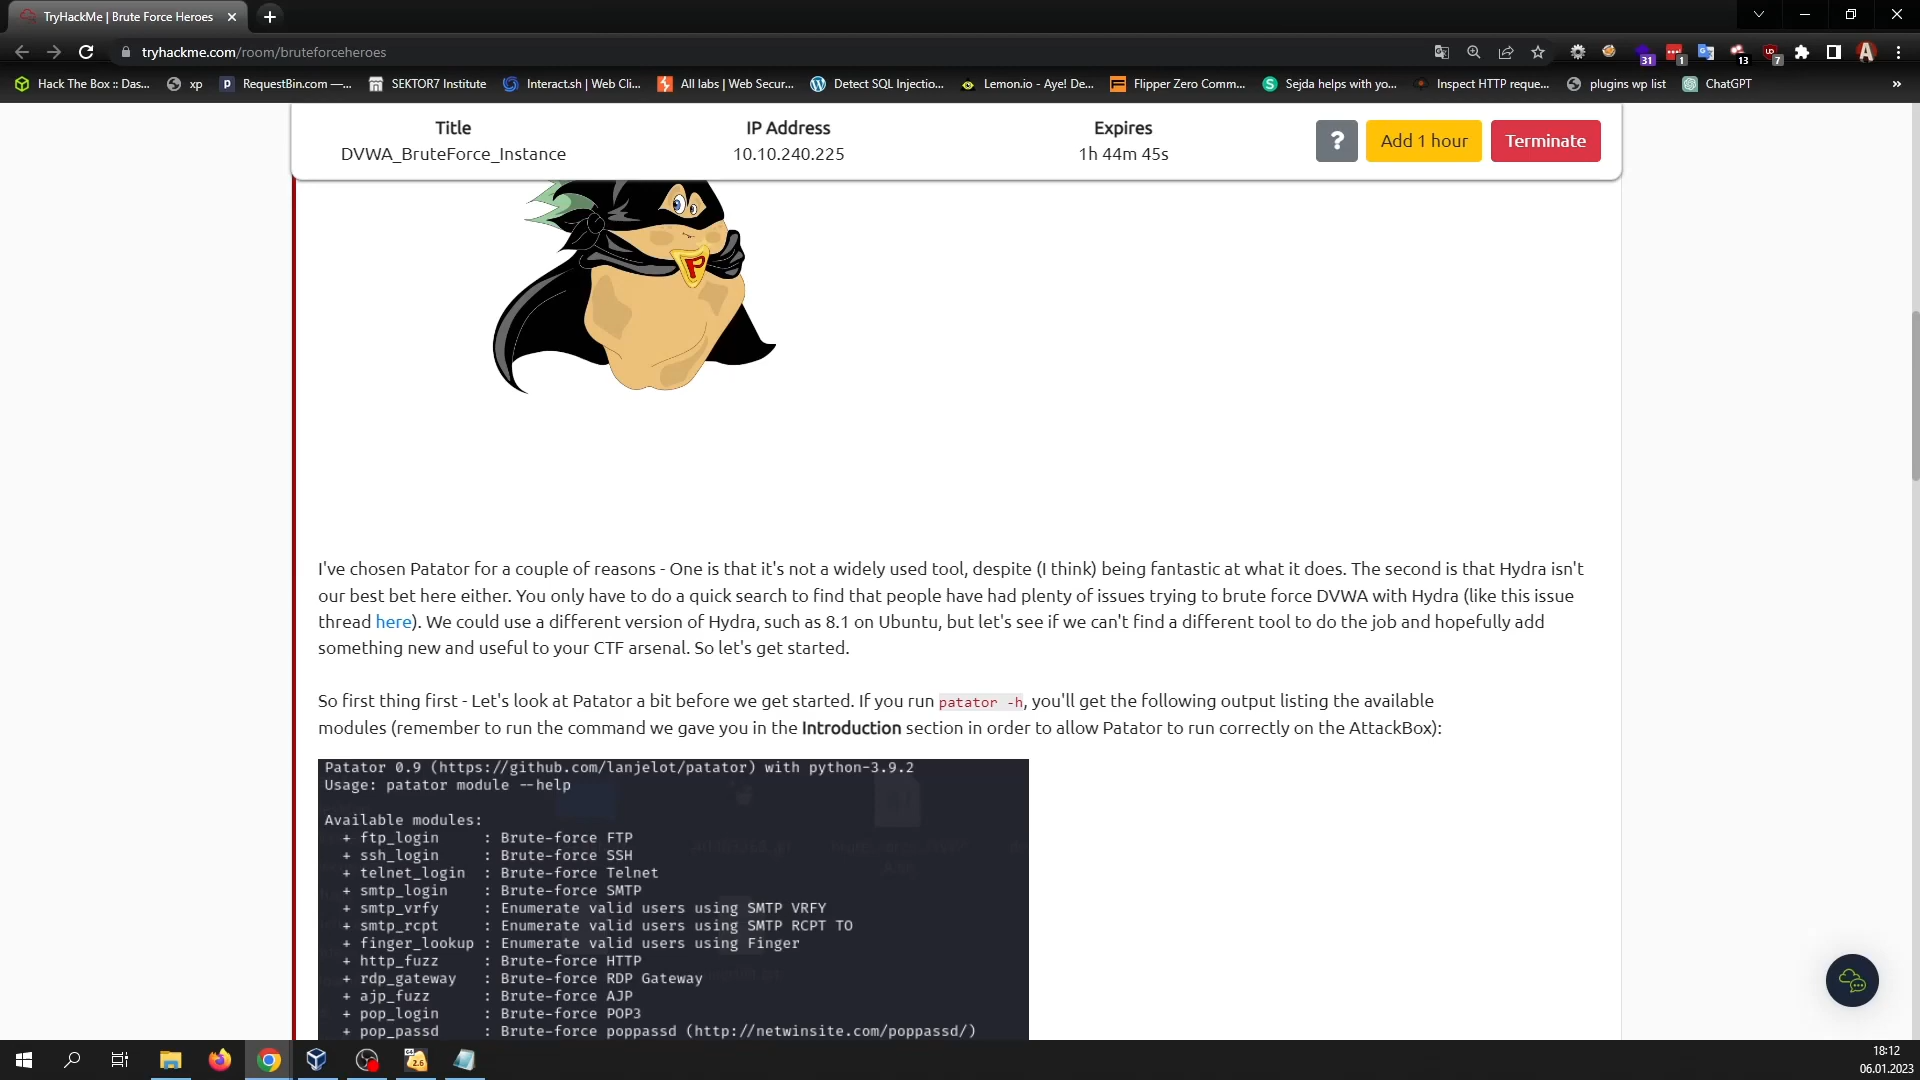 TryHackMe | Brute Force Heroes
tryhackme.com/room/bruteforceheroes
31 1 13 7
Hack The Box :: Das... xp RequestBin.com —... SEKTOR7 Institute Interact.sh | Web Cli... All labs | Web Secur... Detect SQL Injectio... Lemon.io - Aye! De... Flipper Zero Comm... Sejda helps with yo... Inspect HTTP reque... plugins wp list ChatGPT »
Title IP Address Expires
DVWA_BruteForce_Instance 10.10.240.225 1h 44m 45s
? Add 1 hour Terminate
P
I've chosen Patator for a couple of reasons - One is that it's not a widely used tool, despite (I think) being fantastic at what it does. The second is that Hydra isn't
our best bet here either. You only have to do a quick search to find that people have had plenty of issues trying to brute force DVWA with Hydra (like this issue
thread here). We could use a different version of Hydra, such as 8.1 on Ubuntu, but let's see if we can't find a different tool to do the job and hopefully add
something new and useful to your CTF arsenal. So let's get started.
So first thing first - Let's look at Patator a bit before we get started. If you run patator -h, you'll get the following output listing the available
modules (remember to run the command we gave you in the Introduction section in order to allow Patator to run correctly on the AttackBox):
Patator 0.9 (https://github.com/lanjelot/patator) with python-3.9.2
Usage: patator module --help
Available modules:
+ ftp_login : Brute-force FTP
+ ssh_login : Brute-force SSH
+ telnet_login : Brute-force Telnet
+ smtp_login : Brute-force SMTP
+ smtp_vrfy : Enumerate valid users using SMTP VRFY
+ smtp_rcpt : Enumerate valid users using SMTP RCPT TO
+ finger_lookup : Enumerate valid users using Finger
+ http_fuzz : Brute-force HTTP
+ rdp_gateway : Brute-force RDP Gateway
+ ajp_fuzz : Brute-force AJP
+ pop_login : Brute-force POP3
+ pop_passd : Brute-force poppassd (http://netwinsite.com/poppassd/)
18:12
06.01.2023